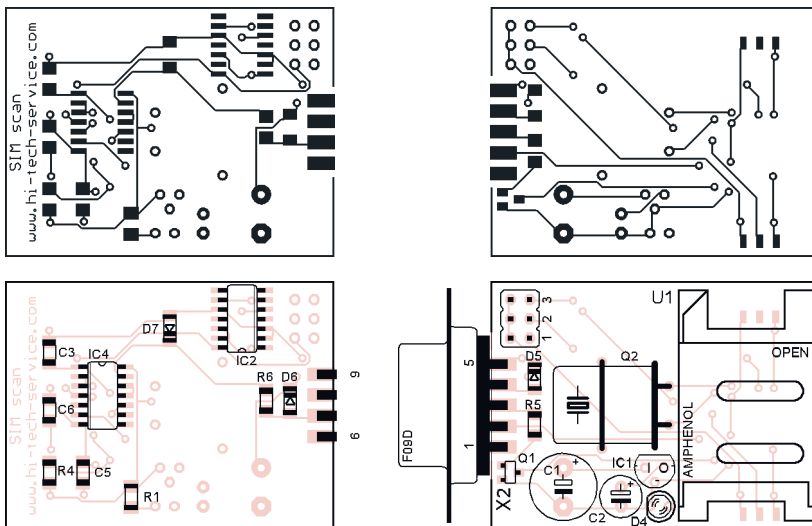 SIM scan
www.hi-tech-service.com
SIM scan
www.hi-tech-service.com
D7
IC2
C3
IC4
C6
R6
D6
9
6
R4
C5
R1
F09D
5
1
X2
3
2
1
D5
R5
Q1
C1
+
C2
+
Q2
IC1
D4
U1
OPEN
AMPHENOL